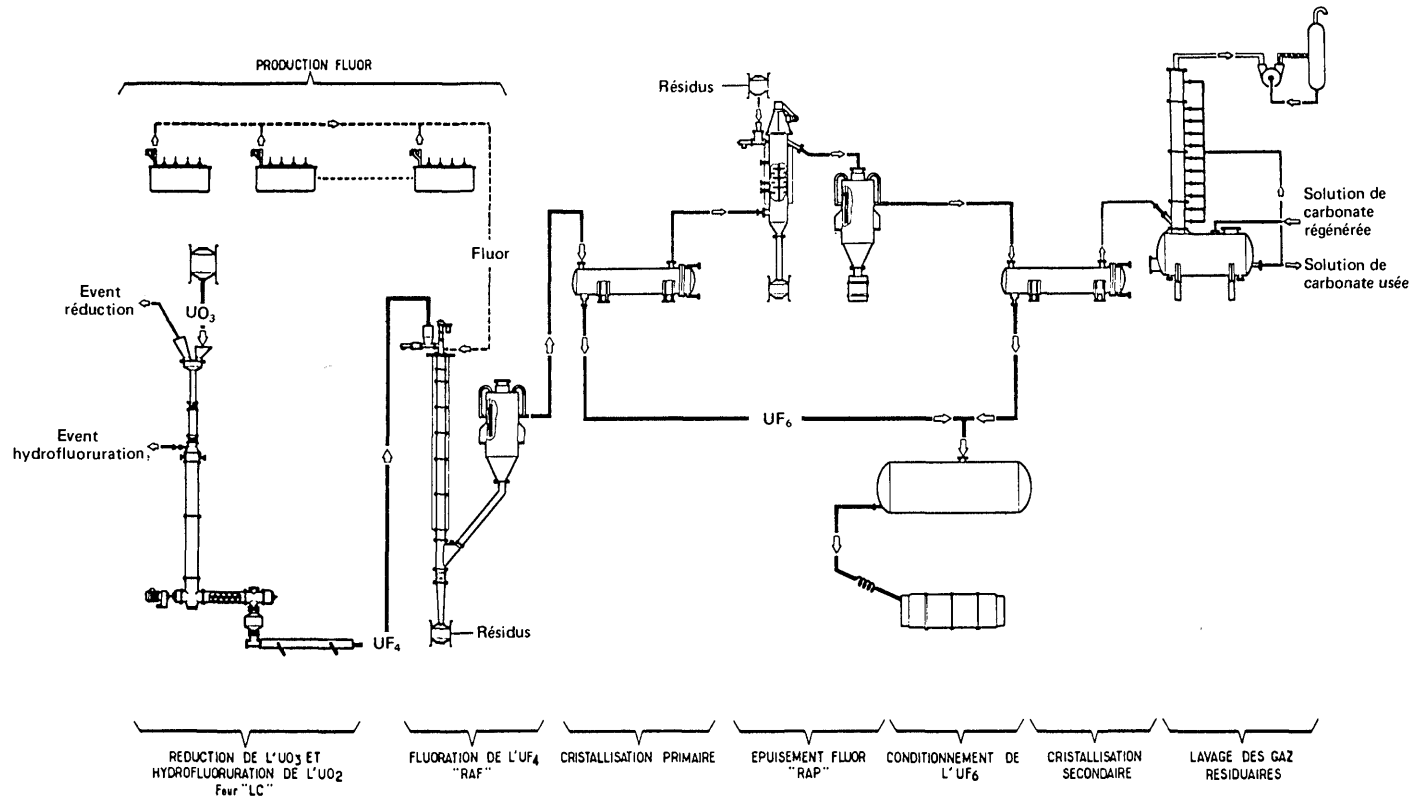 PRODUCTION FLUOR
Résidus
Solution de
carbonate
régénérée
Solution de
carbonate usée
Fluor
Event
réduction
UO3
Event
hydrofluoruration,
UF6
UF4
Résidus
REDUCTION DE L'UO3 ET
HYDROFLUORURATION DE L'UO2
Four "LC"
FLUORATION DE L'UF4
"RAF"
CRISTALLISATION PRIMAIRE
EPUISEMENT FLUOR
"RAP"
CONDITIONNEMENT DE
L'UF6
CRISTALLISATION
SECONDAIRE
LAVAGE DES GAZ
RESIDUAIRES